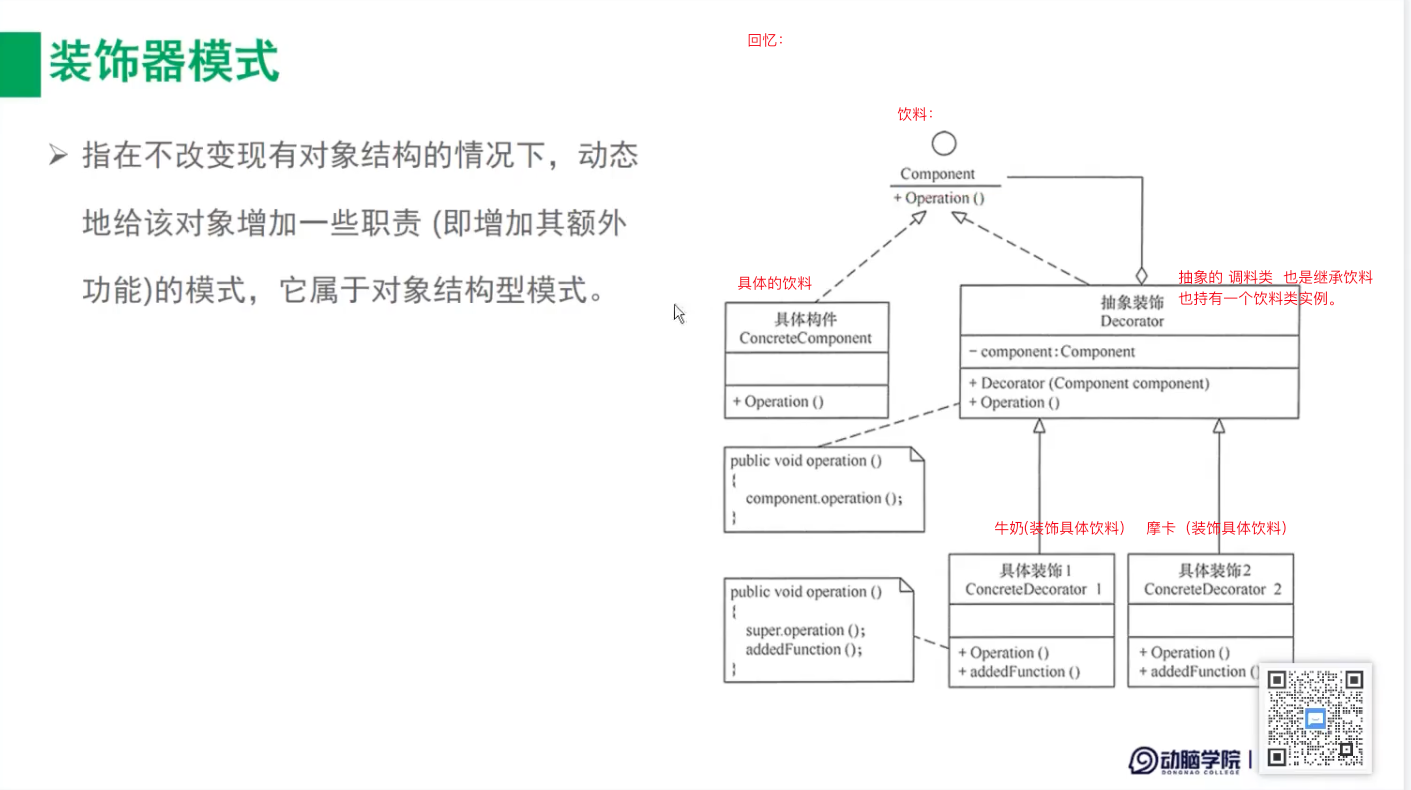 装饰器模式
指在不改变现有对象结构的情况下，动态
地给该对象增加一些职责 (即增加其额外
功能)的模式，它属于对象结构型模式。
回忆：
饮料：
Component
+ Operation ()
具体的饮料
具体构件
ConcreteComponent
+ Operation ()
抽象的 调料类 也是继承饮料
也持有一个饮料类实例。
抽象装饰
Decorator
- component:Component
+ Decorator (Component component)
+ Operation ()
public void operation ()
{
component.operation ();
}
牛奶(装饰具体饮料)
摩卡（装饰具体饮料）
具体装饰1
ConcreteDecorator 1
+ Operation ()
+ addedFunction ()
具体装饰2
ConcreteDecorator 2
+ Operation ()
+ addedFunction ()
public void operation ()
{
super.operation ();
addedFunction ();
}
动脑学院
DONGNAO COLLEGE